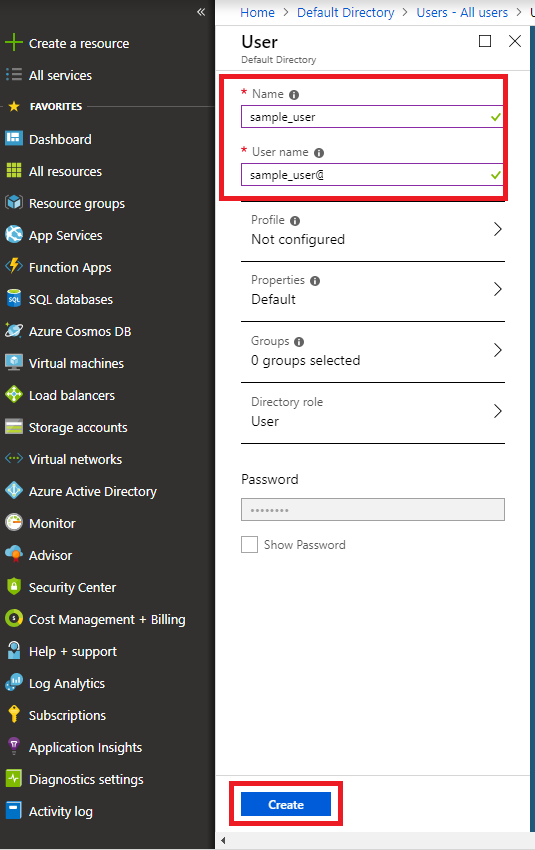 «
Create a resource
All services
FAVORITES
Dashboard
All resources
Resource groups
App Services
Function Apps
SQL databases
Azure Cosmos DB
Virtual machines
Load balancers
Storage accounts
Virtual networks
Azure Active Directory
Monitor
Advisor
Security Center
Cost Management + Billing
Help + support
Log Analytics
Subscriptions
Application Insights
Diagnostics settings
Activity log
Home > Default Directory > Users - All users >
User
Default Directory
* Name
sample_user
* User name
sample_user@
Profile
Not configured
Properties
Default
Groups
0 groups selected
Directory role
User
Password
••••••••
Show Password
Create